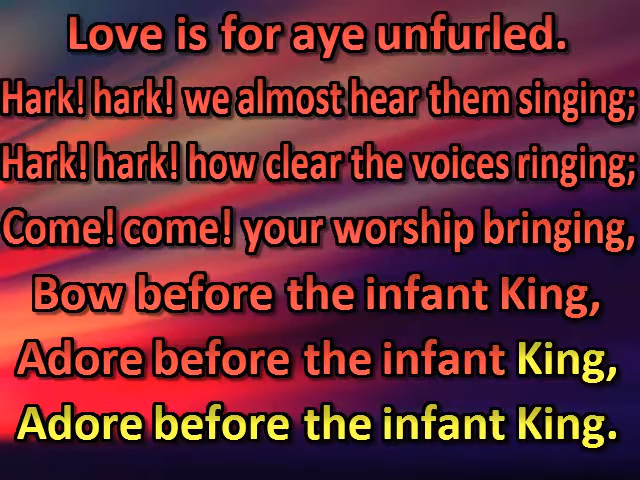 Love is for aye unfurled.
Hark! hark! we almost hear them singing;
Hark! hark! how clear the voices ringing;
Come! come! your worship bringing,
Bow before the infant King,
Adore before the infant King,
Adore before the infant King.